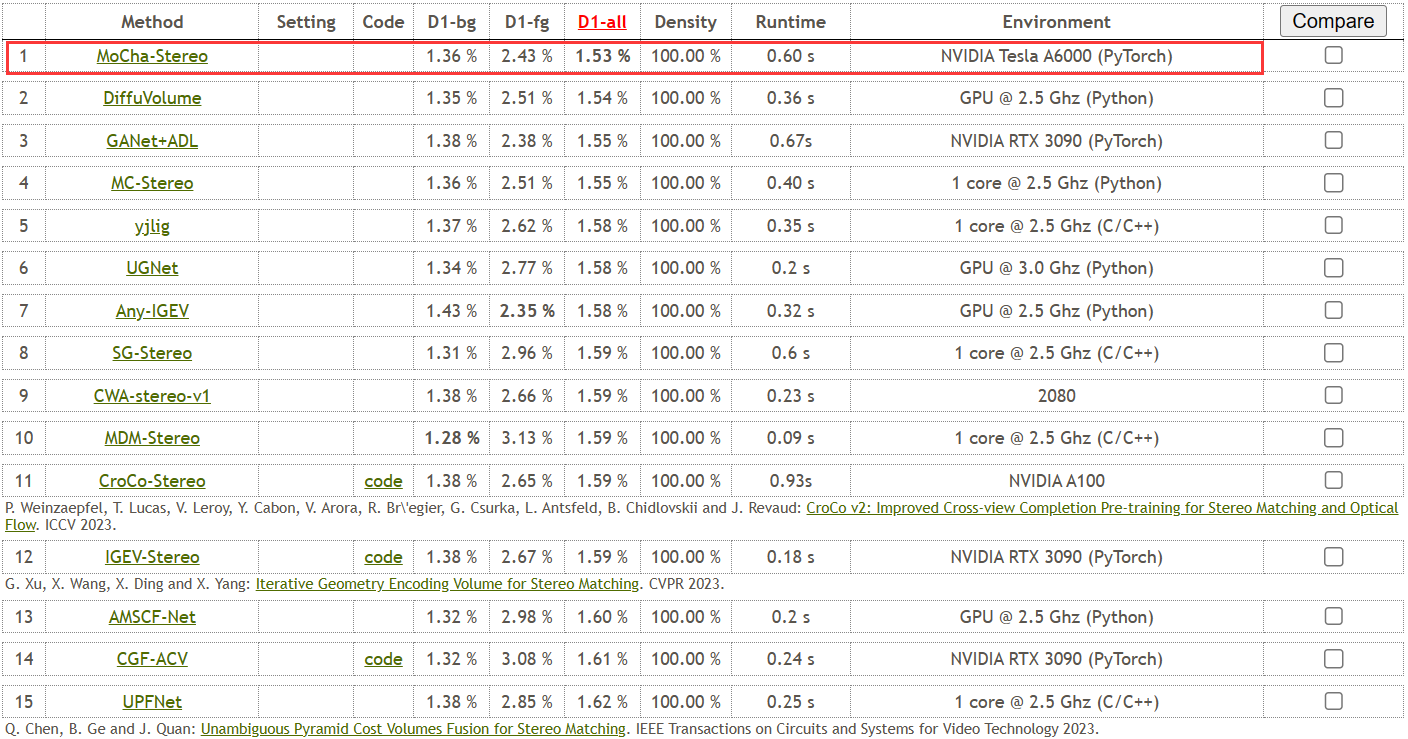 Method Setting Code D1-bg D1-fg D1-all Density Runtime Environment Compare
1 MoCha-Stereo 1.36 % 2.43 % 1.53 % 100.00 % 0.60 s NVIDIA Tesla A6000 (PyTorch)
2 DiffuVolume 1.35 % 2.51 % 1.54 % 100.00 % 0.36 s GPU @ 2.5 Ghz (Python)
3 GANet+ADL 1.38 % 2.38 % 1.55 % 100.00 % 0.67s NVIDIA RTX 3090 (PyTorch)
4 MC-Stereo 1.36 % 2.51 % 1.55 % 100.00 % 0.40 s 1 core @ 2.5 Ghz (Python)
5 yjlig 1.37 % 2.62 % 1.58 % 100.00 % 0.35 s 1 core @ 2.5 Ghz (C/C++)
6 UGNet 1.34 % 2.77 % 1.58 % 100.00 % 0.2 s GPU @ 3.0 Ghz (Python)
7 Any-IGEV 1.43 % 2.35 % 1.58 % 100.00 % 0.32 s GPU @ 2.5 Ghz (Python)
8 SG-Stereo 1.31 % 2.96 % 1.59 % 100.00 % 0.6 s 1 core @ 2.5 Ghz (C/C++)
9 CWA-stereo-v1 1.38 % 2.66 % 1.59 % 100.00 % 0.23 s 2080
10 MDM-Stereo 1.28 % 3.13 % 1.59 % 100.00 % 0.09 s 1 core @ 2.5 Ghz (C/C++)
11 CroCo-Stereo code 1.38 % 2.65 % 1.59 % 100.00 % 0.93s NVIDIA A100
P. Weinzaepfel, T. Lucas, V. Leroy, Y. Cabon, V. Arora, R. Br\'egier, G. Csurka, L. Antsfeld, B. Chidlovskii and J. Revaud: CroCo v2: Improved Cross-view Completion Pre-training for Stereo Matching and Optical
Flow. ICCV 2023.
12 IGEV-Stereo code 1.38 % 2.67 % 1.59 % 100.00 % 0.18 s NVIDIA RTX 3090 (PyTorch)
G. Xu, X. Wang, X. Ding and X. Yang: Iterative Geometry Encoding Volume for Stereo Matching. CVPR 2023.
13 AMSCF-Net 1.32 % 2.98 % 1.60 % 100.00 % 0.2 s GPU @ 2.5 Ghz (Python)
14 CGF-ACV code 1.32 % 3.08 % 1.61 % 100.00 % 0.24 s NVIDIA RTX 3090 (PyTorch)
15 UPFNet 1.38 % 2.85 % 1.62 % 100.00 % 0.25 s 1 core @ 2.5 Ghz (C/C++)
Q. Chen, B. Ge and J. Quan: Unambiguous Pyramid Cost Volumes Fusion for Stereo Matching. IEEE Transactions on Circuits and Systems for Video Technology 2023.